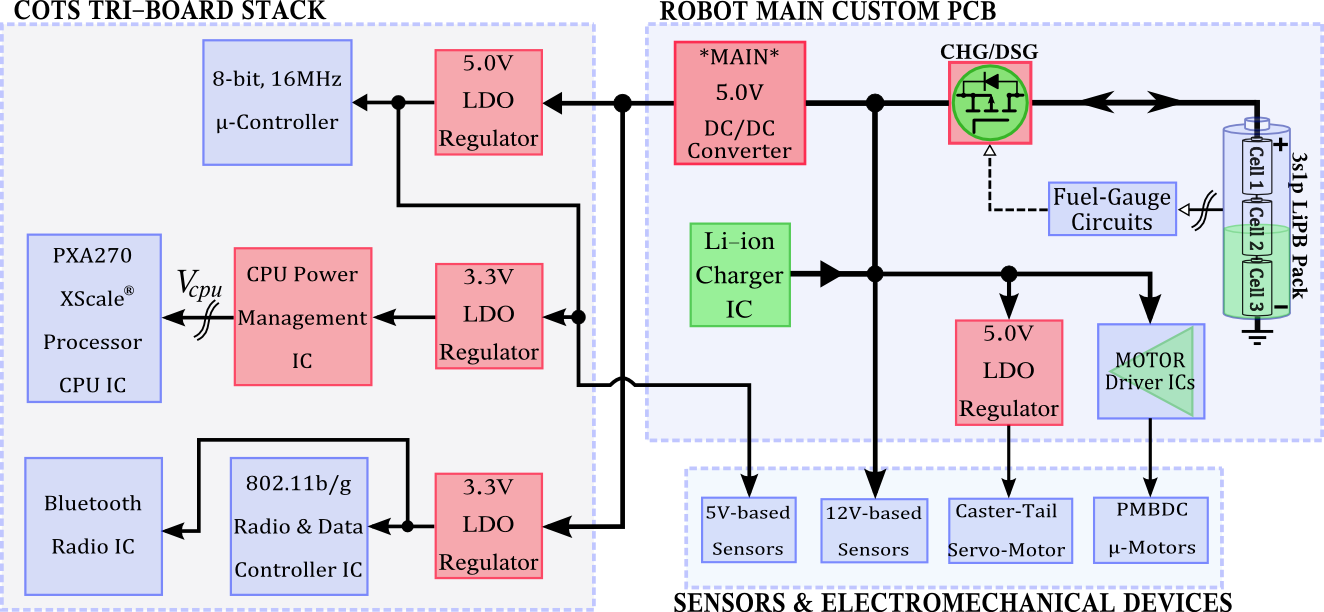 COTS TRI–BOARD STACK
8-bit, 16MHz
μ-Controller
5.0V
LDO
Regulator
PXA270
XScale®
Processor
CPU IC
Vcpu
CPU Power
Management
IC
3.3V
LDO
Regulator
Bluetooth
Radio IC
802.11b/g
Radio & Data
Controller IC
3.3V
LDO
Regulator
ROBOT MAIN CUSTOM PCB
*MAIN*
5.0V
DC/DC
Converter
CHG/DSG
Fuel-Gauge
Circuits
+
Cell 1
Cell 2
Cell 3
–
3s1p LiPB Pack
Li–ion
Charger
IC
5.0V
LDO
Regulator
MOTOR
Driver ICs
5V-based
Sensors
12V-based
Sensors
Caster-Tail
Servo-Motor
PMBDC
μ-Motors
SENSORS & ELECTROMECHANICAL DEVICES